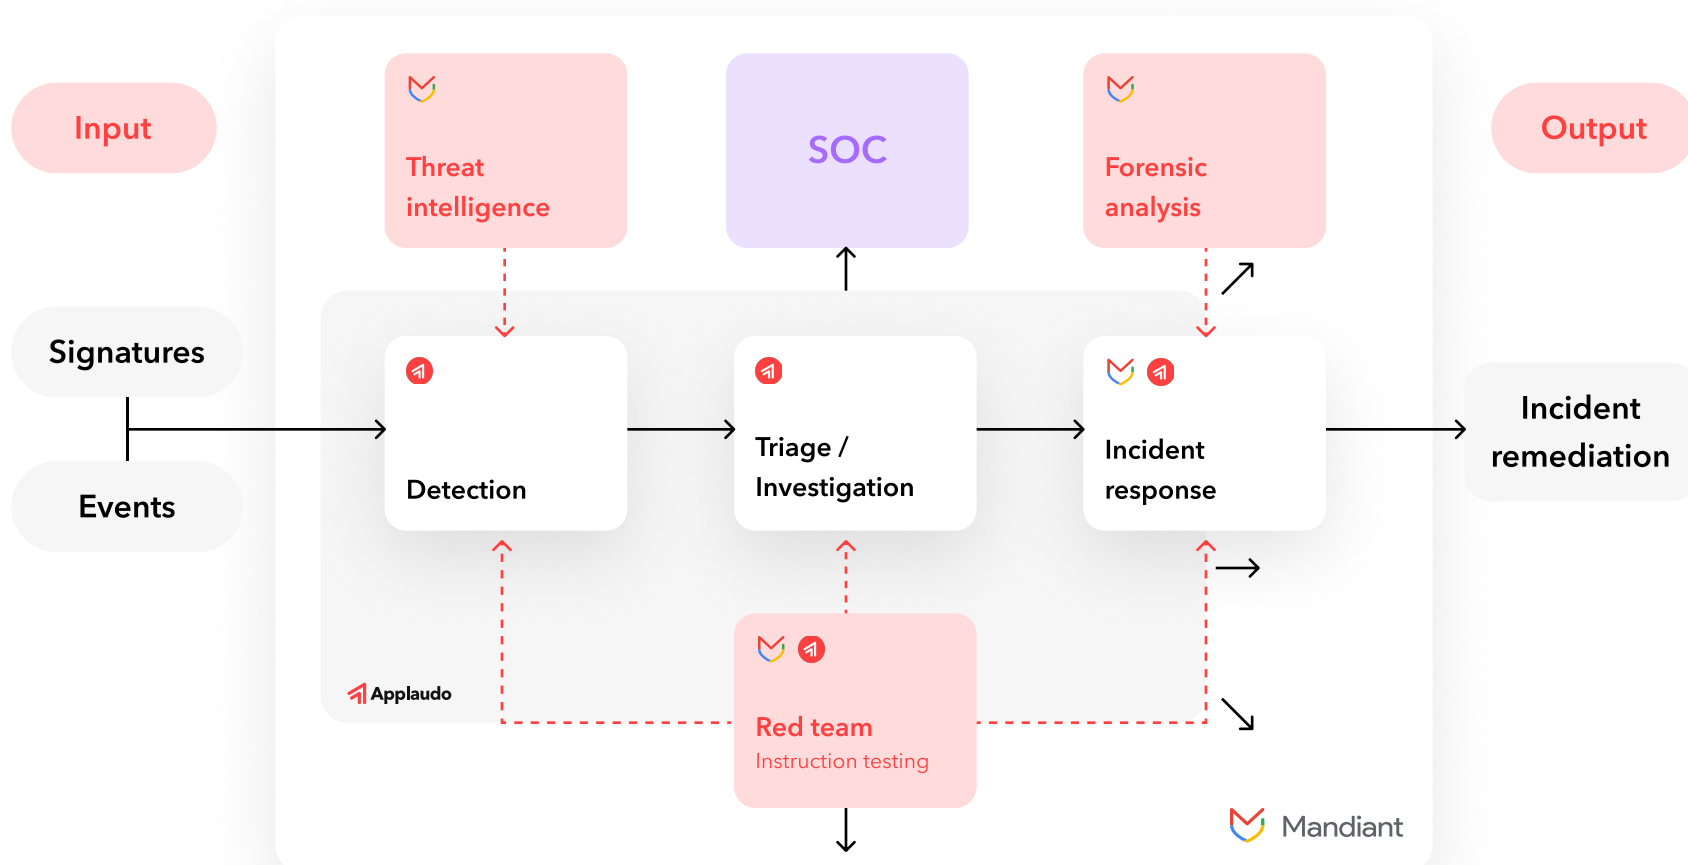 Input
Threat
intelligence
SOC
Forensic
analysis
Output
Signatures
Events
Detection
Triage /
Investigation
Incident
response
Incident
remediation
Applaudo
Red team
Instruction testing
Mandiant